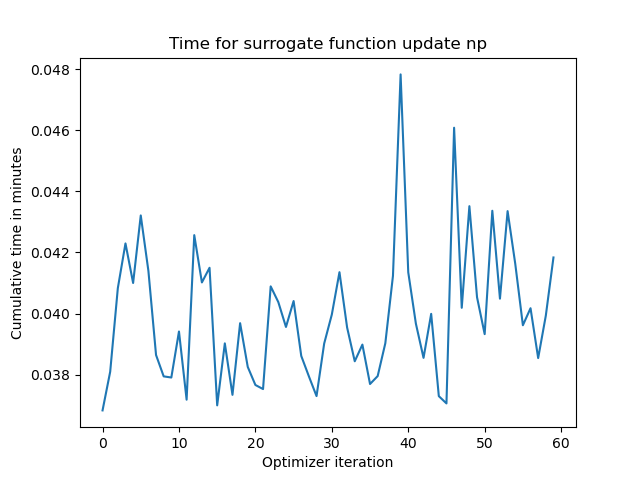 Time for surrogate function update np
Cumulative time in minutes
0.048
0.046
0.044
0.042
0.040
0.038
0 10 20 30 40 50 60
Optimizer iteration